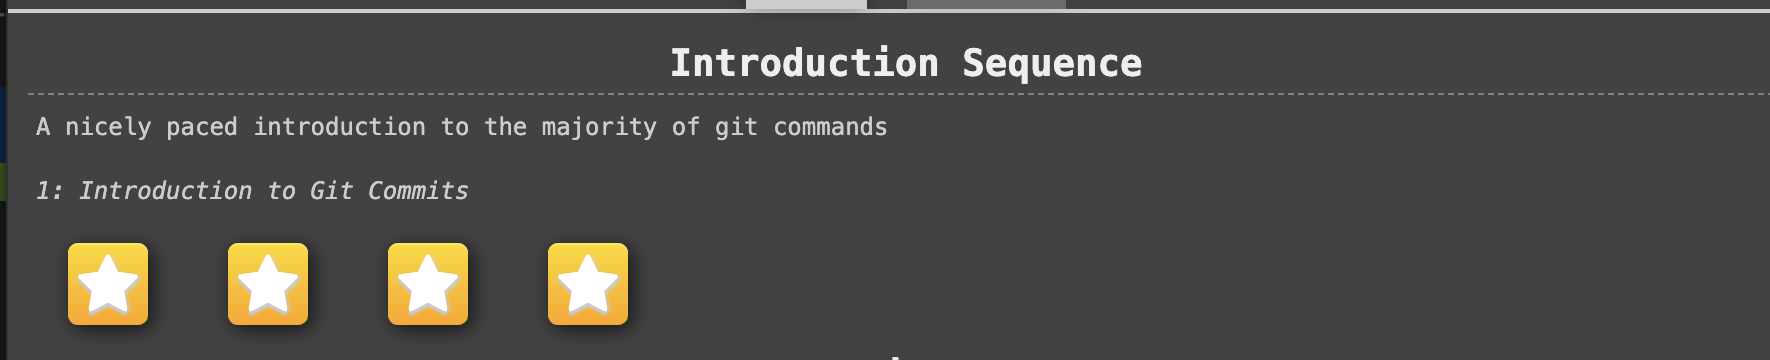 Introduction Sequence
A nicely paced introduction to the majority of git commands
1: Introduction to Git Commits